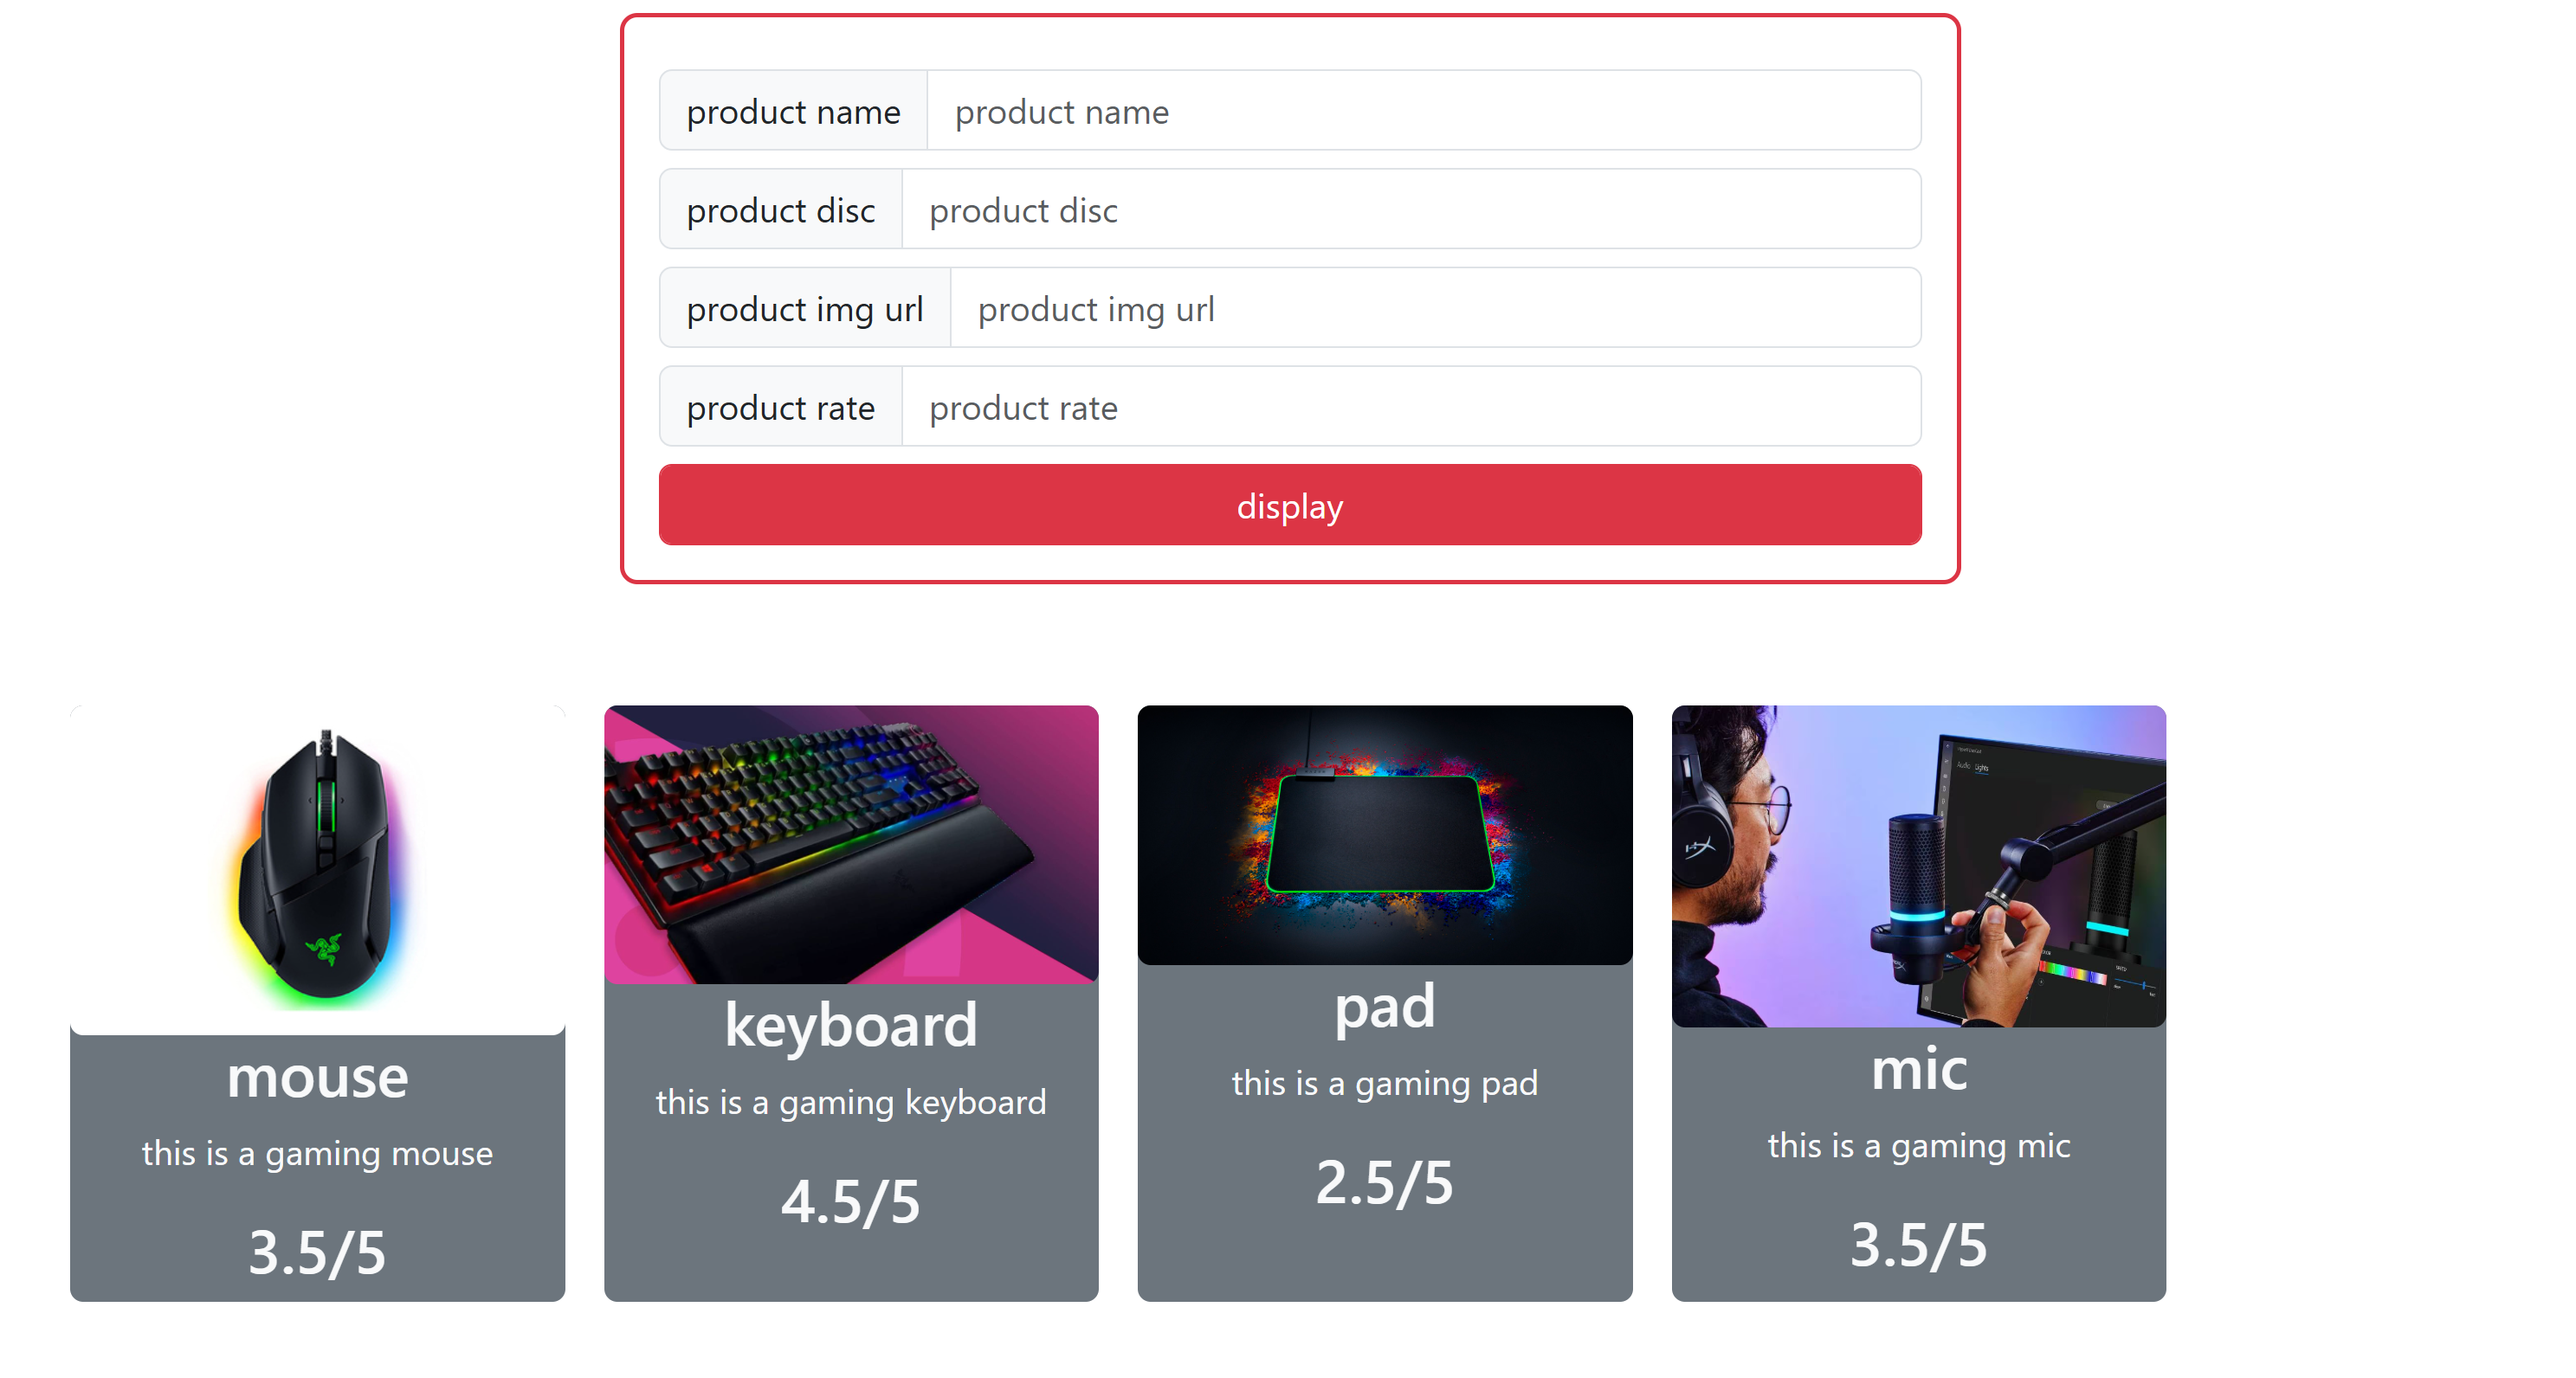 product name product name
product disc product disc
product img url product img url
product rate product rate
display
mouse
this is a gaming mouse
3.5/5
keyboard
this is a gaming keyboard
4.5/5
pad
this is a gaming pad
2.5/5
Audio Lights
mic
this is a gaming mic
3.5/5